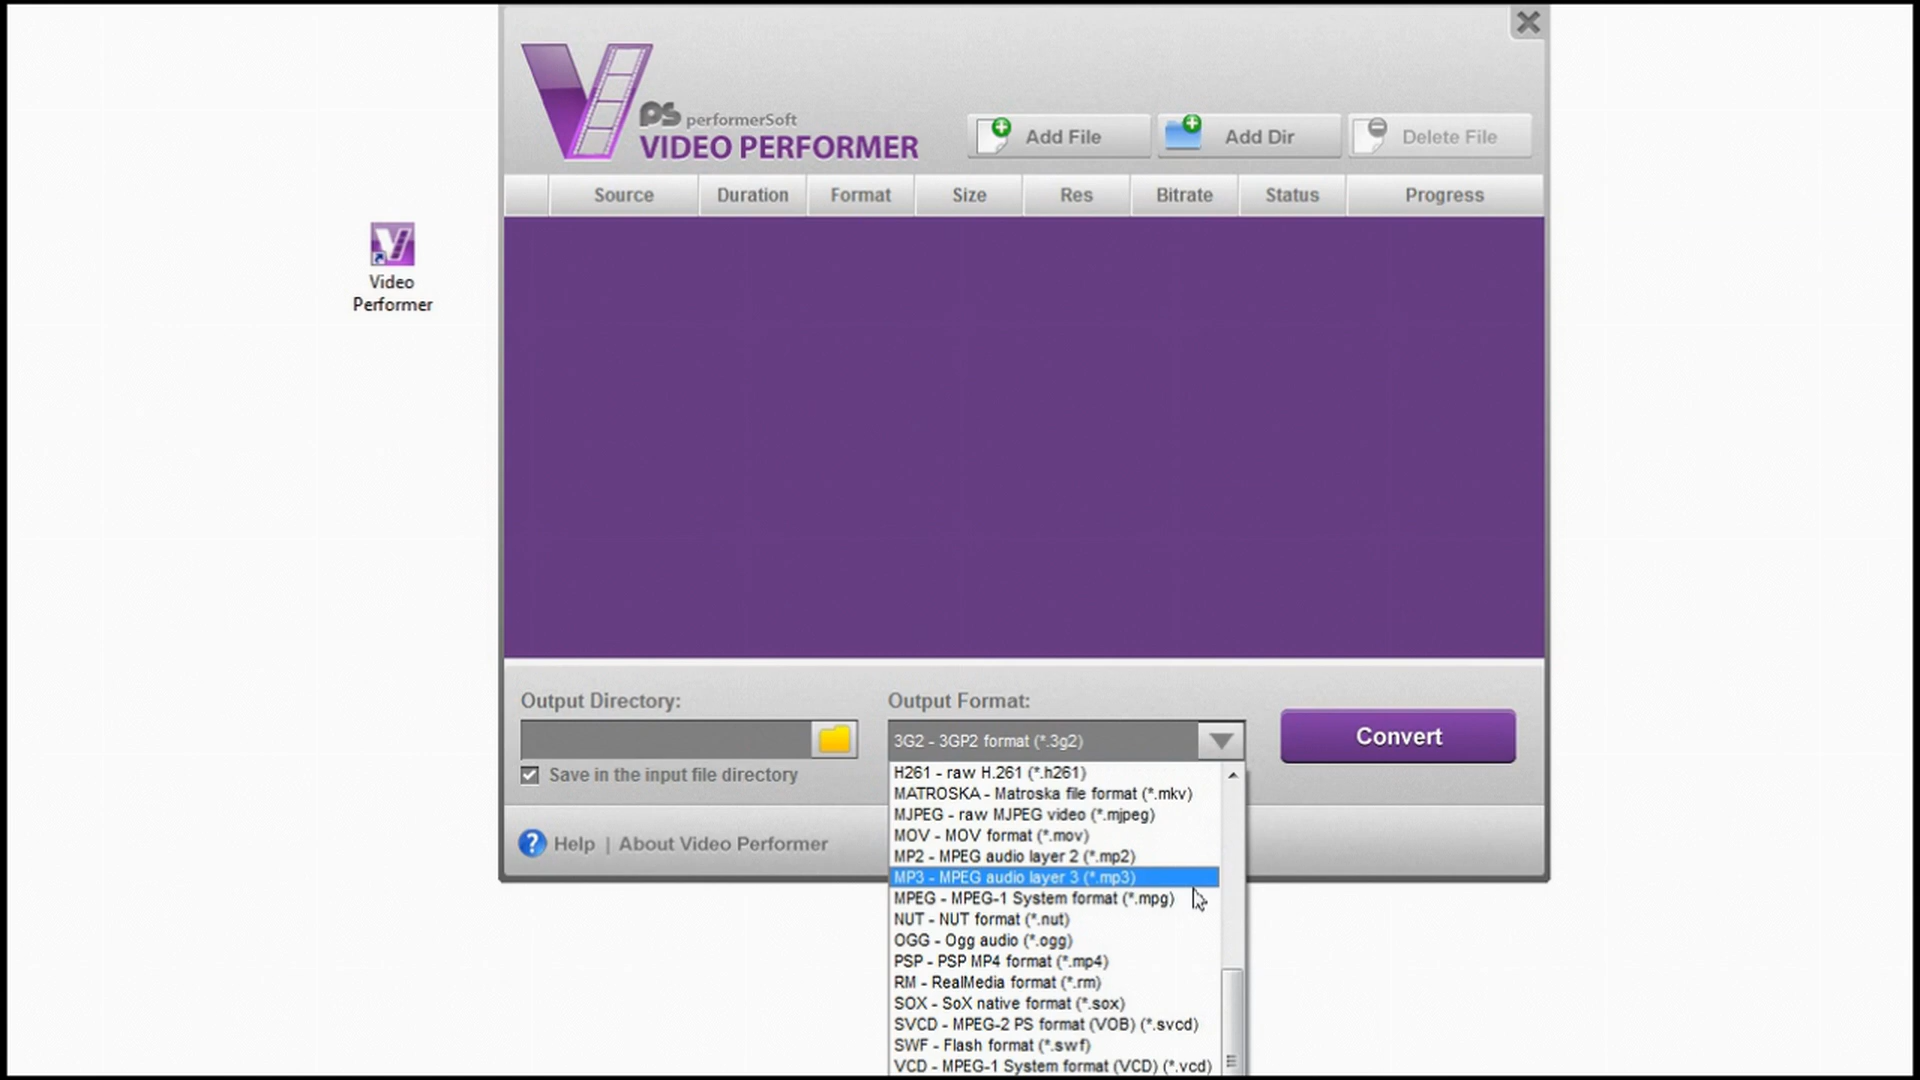 PS performerSoft
VIDEO PERFORMER
Add File
Add Dir
Delete File
Source Duration Format Size Res Bitrate Status Progress
Video
Performer
Output Directory:
Save in the input file directory
Output Format:
3G2 - 3GP2 format (*.3g2)
H261 - raw H.261 (*.h261)
MATROSKA - Matroska file format (*.mkv)
MJPEG - raw MJPEG video (*.mjpeg)
MOV - MOV format (*.mov)
MP2 - MPEG audio layer 2 (*.mp2)
MP3 - MPEG audio layer 3 (*.mp3)
MPEG - MPEG-1 System format (*.mpg)
NUT - NUT format (*.nut)
OGG - Ogg audio (*.ogg)
PSP - PSP MP4 format (*.mp4)
RM - RealMedia format (*.rm)
SOX - SoX native format (*.sox)
SVCD - MPEG-2 PS format (VOB) (*.svcd)
SWF - Flash format (*.swf)
VCD - MPEG-1 System format (VCD) (*.vcd)
Convert
Help | About Video Performer